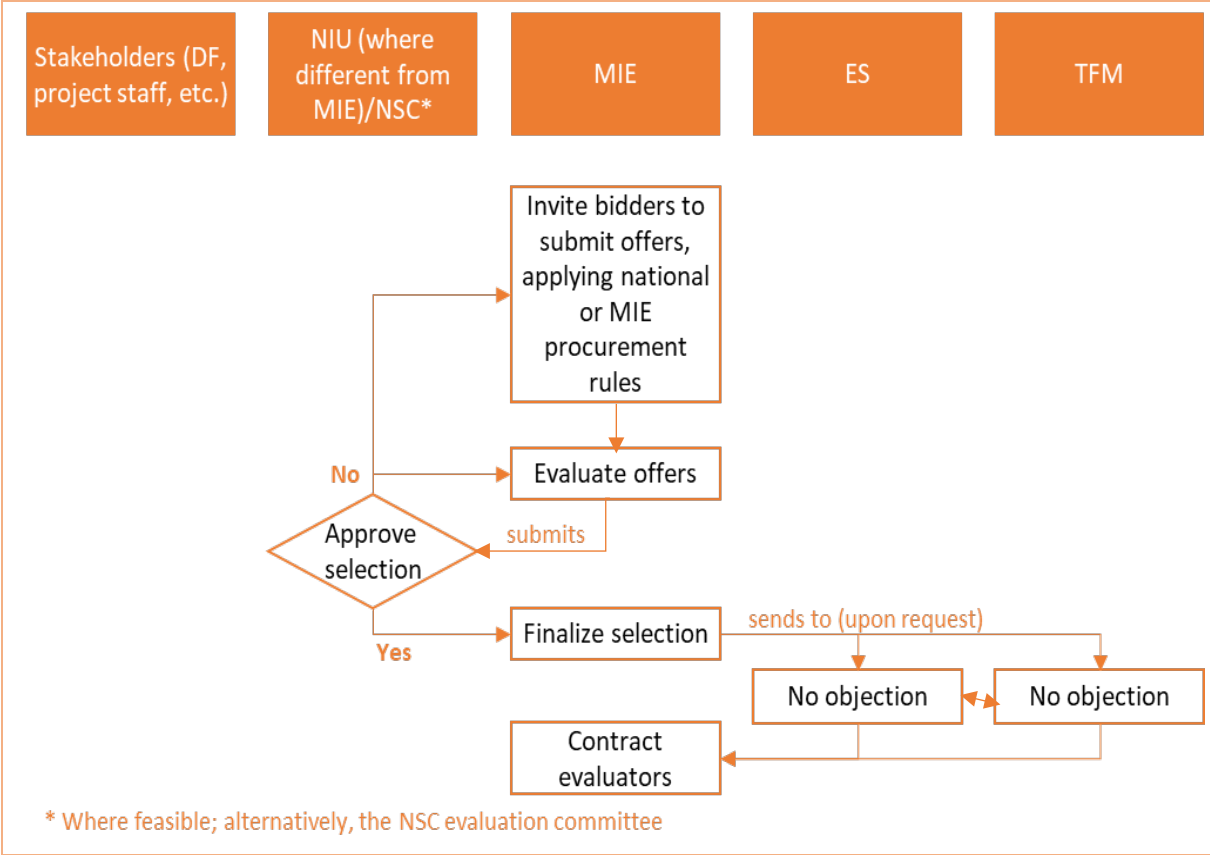 Stakeholders (DF,
project staff, etc.)
NIU (where
different from
MIE)/NSC*
MIE
ES
TFM
Invite bidders to
submit offers,
applying national
or MIE
procurement
rules
No
Evaluate offers
Approve
selection
submits
Yes
Finalize selection
sends to (upon request)
No objection
No objection
Contract
evaluators
* Where feasible; alternatively, the NSC evaluation committee